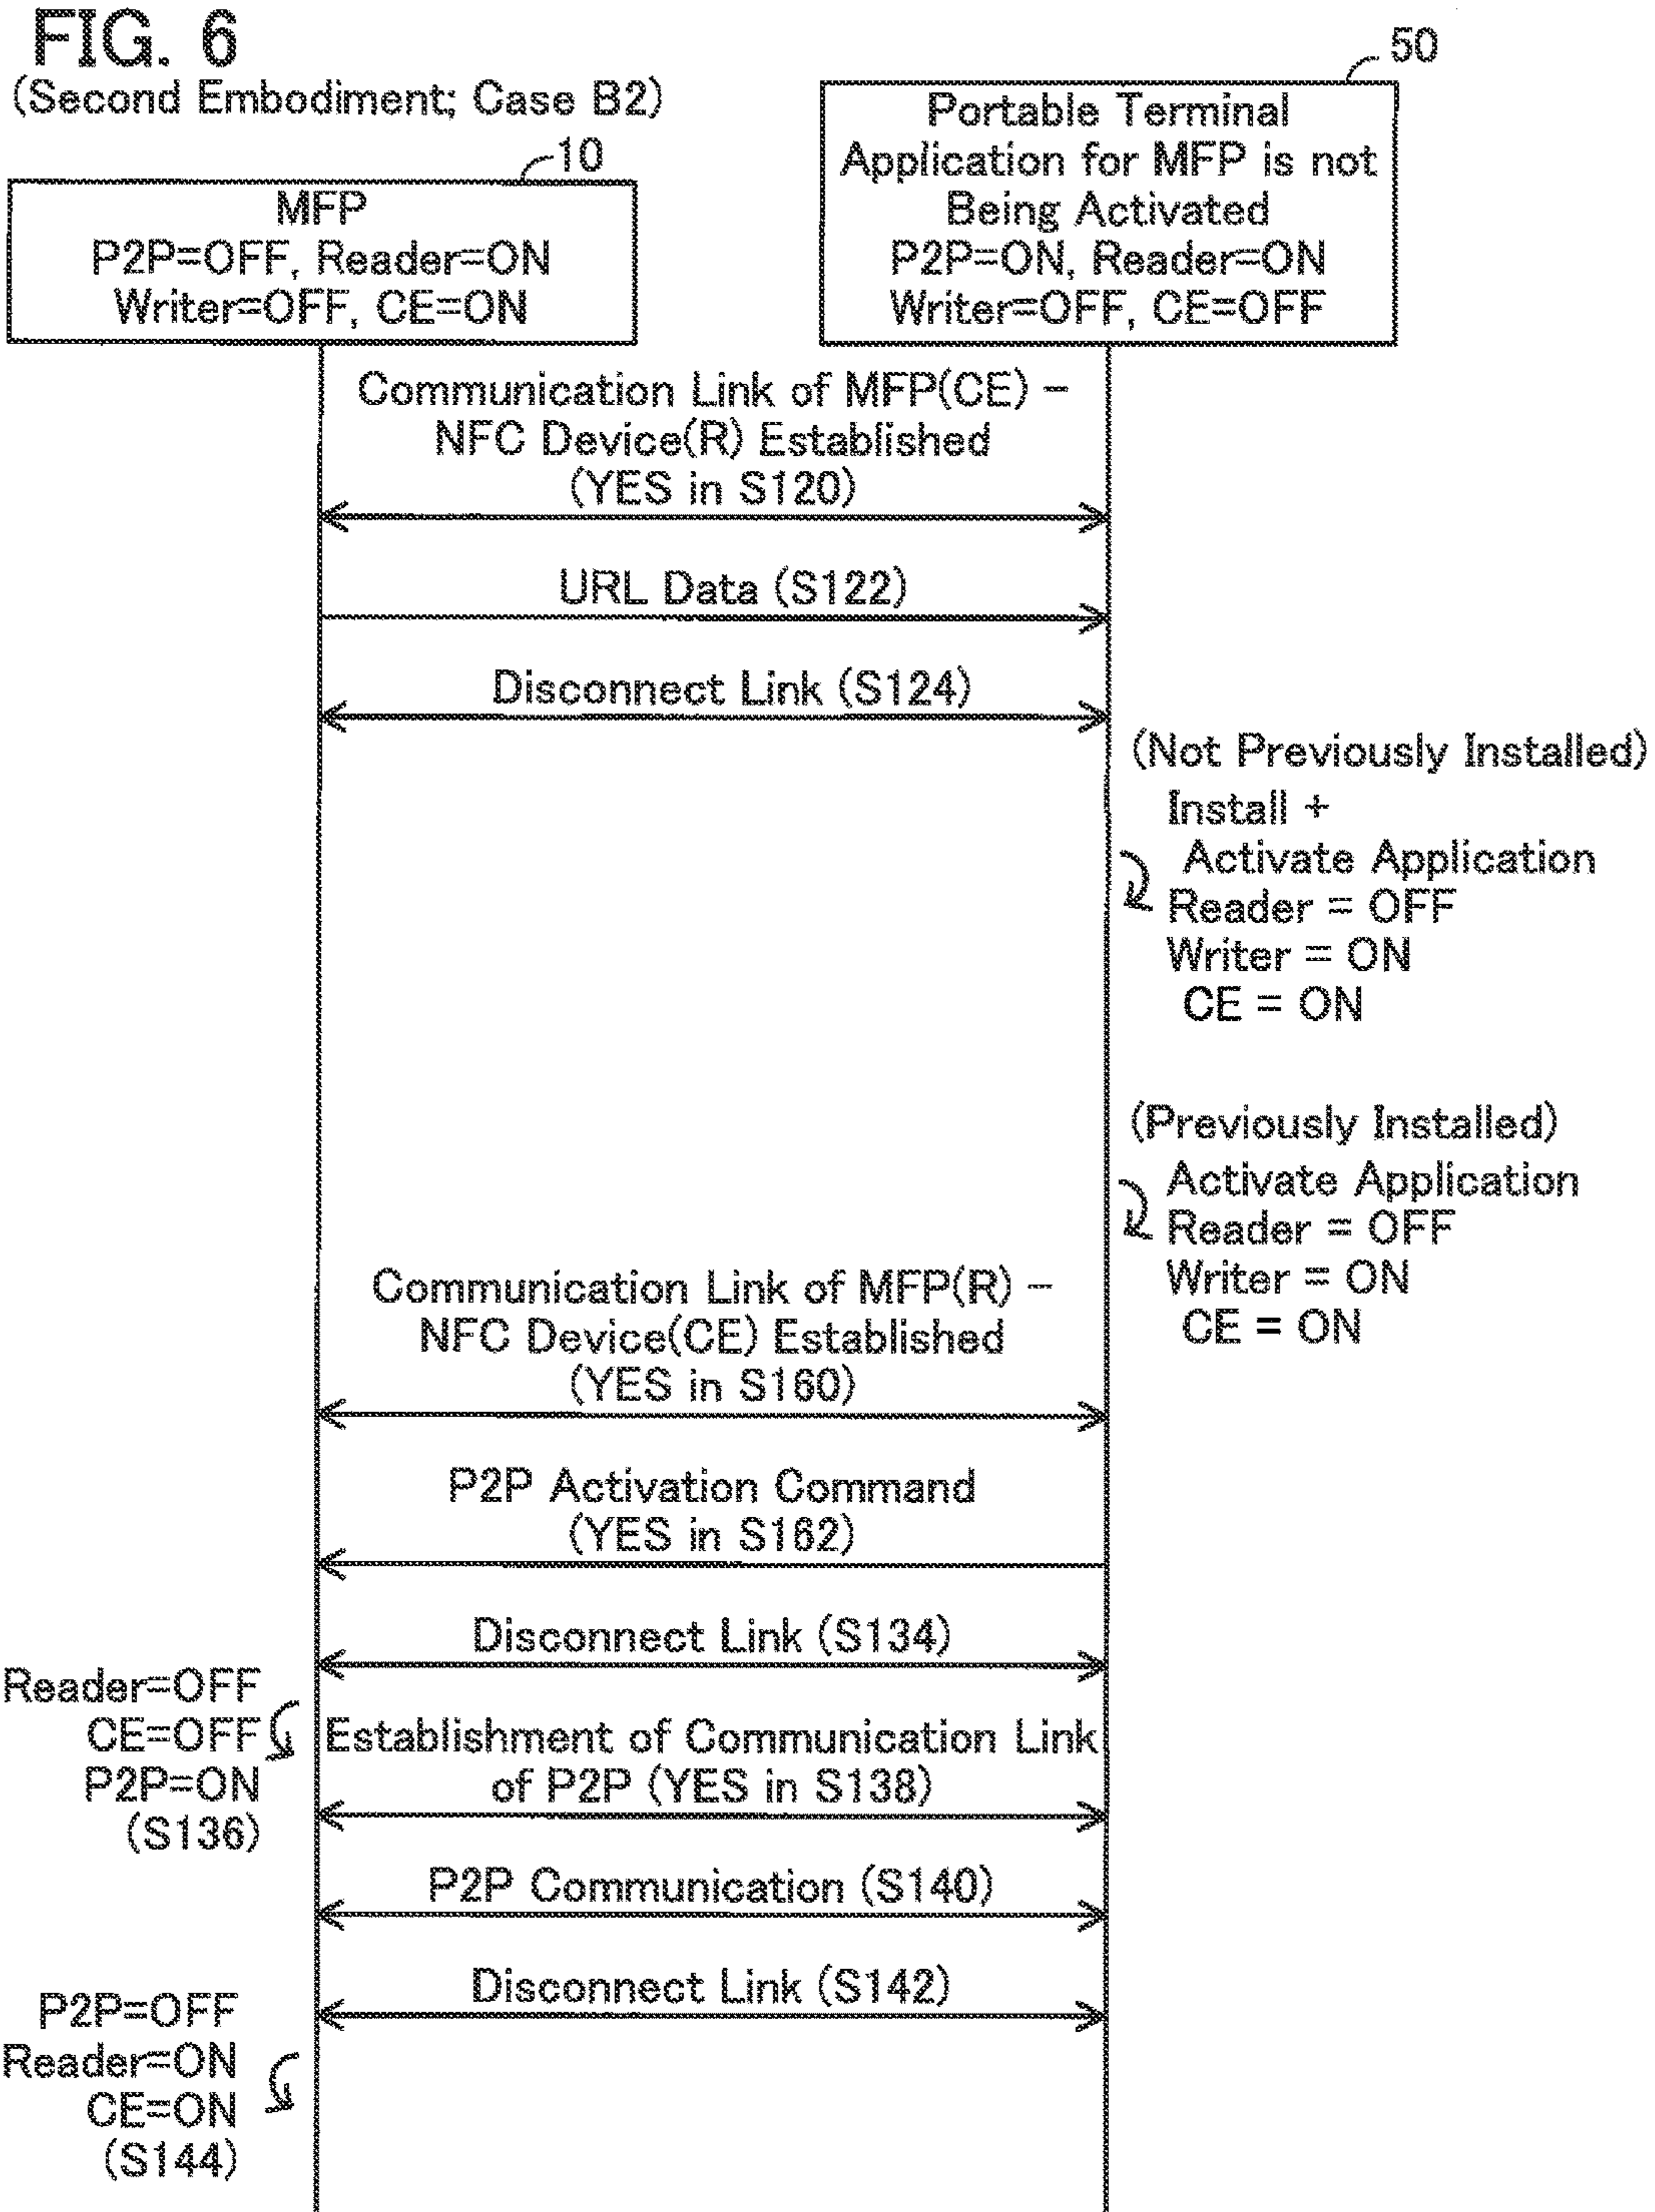 FIG. 6
(Second Embodiment; Case B2)
10
MFP
P2P=OFF, Reader=ON
Writer=OFF, CE=ON
50
Portable Terminal
Application for MFP is not
Being Activated
P2P=ON, Reader=ON
Writer=OFF, CE=OFF
Communication Link of MFP(CE) -
NFC Device(R) Established
(YES in S120)
URL Data (S122)
Disconnect Link (S124)
(Not Previously Installed)
Install +
Activate Application
Reader = OFF
Writer = ON
CE = ON
(Previously Installed)
Activate Application
Reader = OFF
Writer = ON
CE = ON
Communication Link of MFP(R) -
NFC Device(CE) Established
(YES in S160)
P2P Activation Command
(YES in S162)
Disconnect Link (S134)
Reader=OFF
CE=OFF
P2P=ON
(S136)
Establishment of Communication Link
of P2P (YES in S138)
P2P Communication (S140)
Disconnect Link (S142)
P2P=OFF
Reader=ON
CE=ON
(S144)